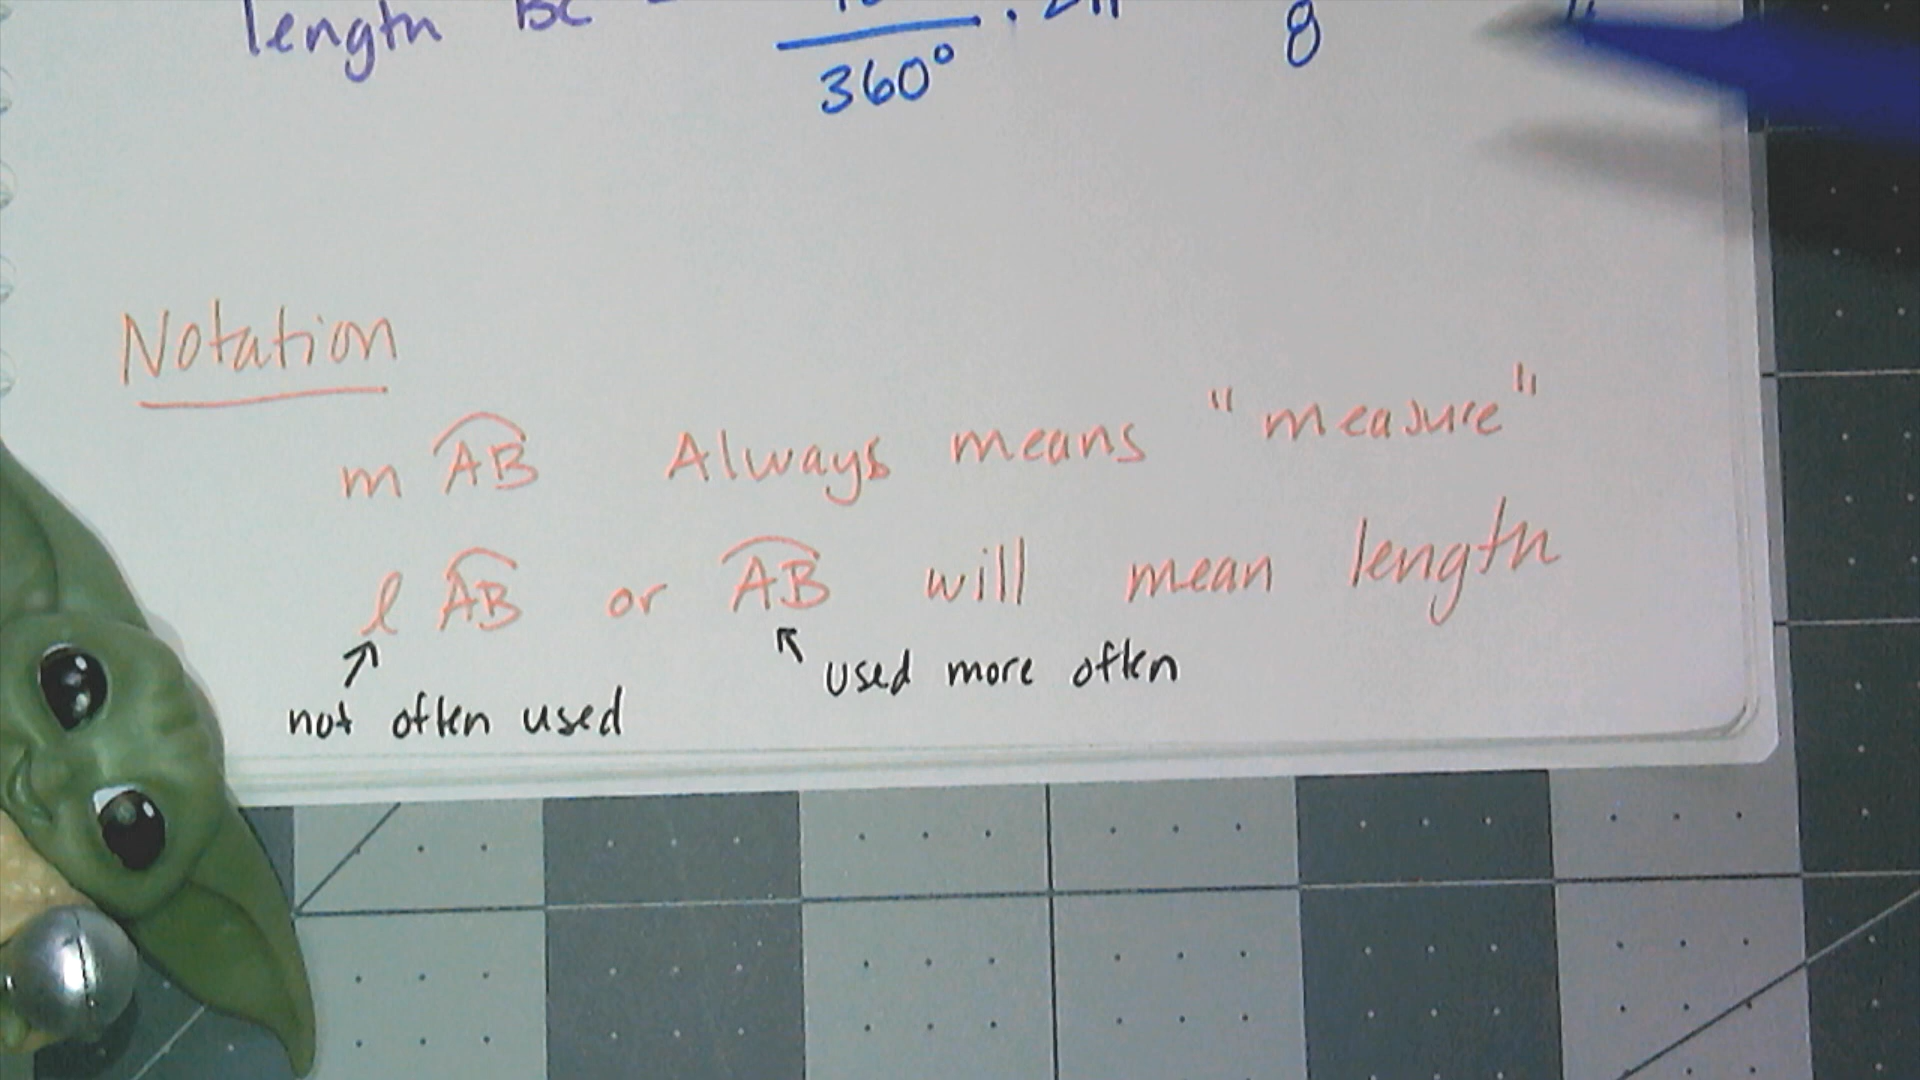 length BC
360° · 2π 8 "
Notation
m AB Always means "measure"
l AB or AB will mean length
↗ not often used ↖ used more often